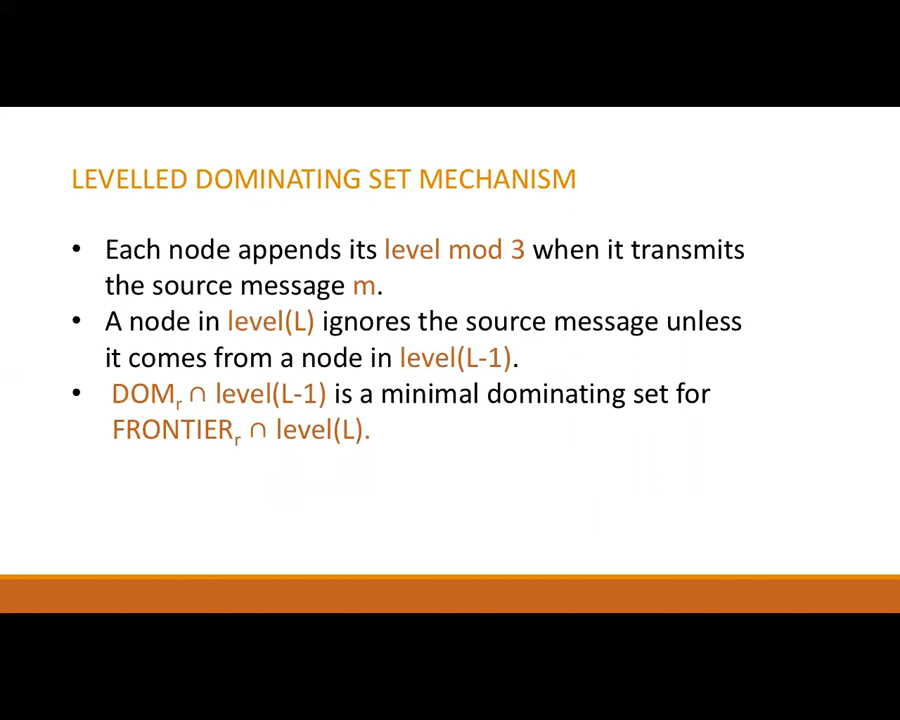 LEVELLED DOMINATING SET MECHANISM
• Each node appends its level mod 3 when it transmits
the source message m.
• A node in level(L) ignores the source message unless
it comes from a node in level(L-1).
• DOMr ∩ level(L-1) is a minimal dominating set for
FRONTIERr ∩ level(L).